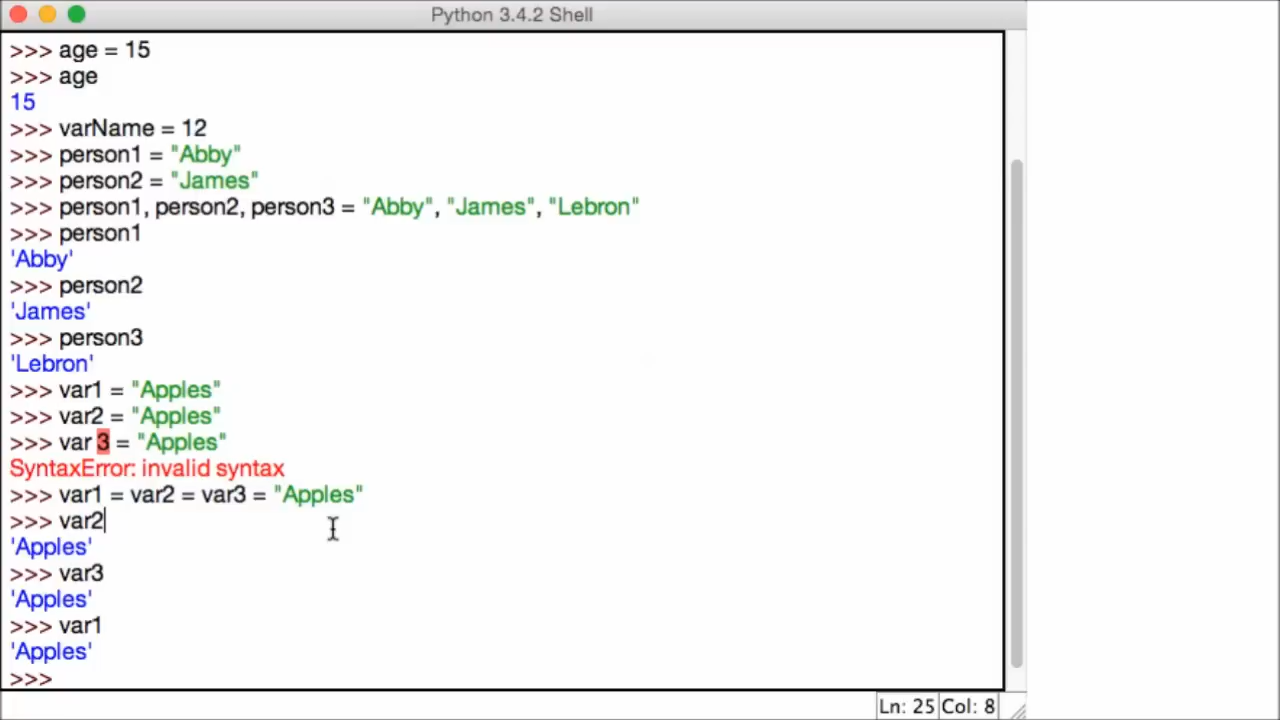 Python 3.4.2 Shell
>>> age = 15
>>> age
15
>>> varName = 12
>>> person1 = "Abby"
>>> person2 = "James"
>>> person1, person2, person3 = "Abby", "James", "Lebron"
>>> person1
'Abby'
>>> person2
'James'
>>> person3
'Lebron'
>>> var1 = "Apples"
>>> var2 = "Apples"
>>> var 3 = "Apples"
SyntaxError: invalid syntax
>>> var1 = var2 = var3 = "Apples"
>>> var2
'Apples'
>>> var3
'Apples'
>>> var1
'Apples'
>>>
Ln: 25 Col: 8